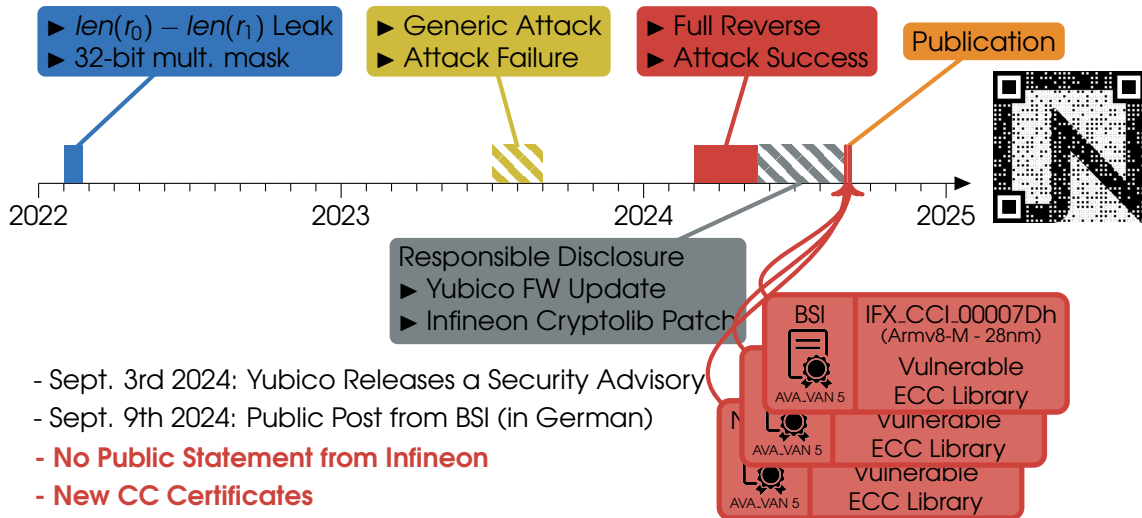 ► len(r₀) − len(r₁) Leak
► 32-bit mult. mask
► Generic Attack
► Attack Failure
► Full Reverse
► Attack Success
Publication
2022
2023
2024
2025
Responsible Disclosure
► Yubico FW Update
► Infineon Cryptolib Patch
BSI
AVA_VAN 5
IFX_CCI_00007Dh
(Armv8-M - 28nm)
Vulnerable
ECC Library
AVA_VAN 5
Vulnerable
ECC Library
N
AVA_VAN 5
Vulnerable
ECC Library
- Sept. 3rd 2024: Yubico Releases a Security Advisory
- Sept. 9th 2024: Public Post from BSI (in German)
- No Public Statement from Infineon
- New CC Certificates